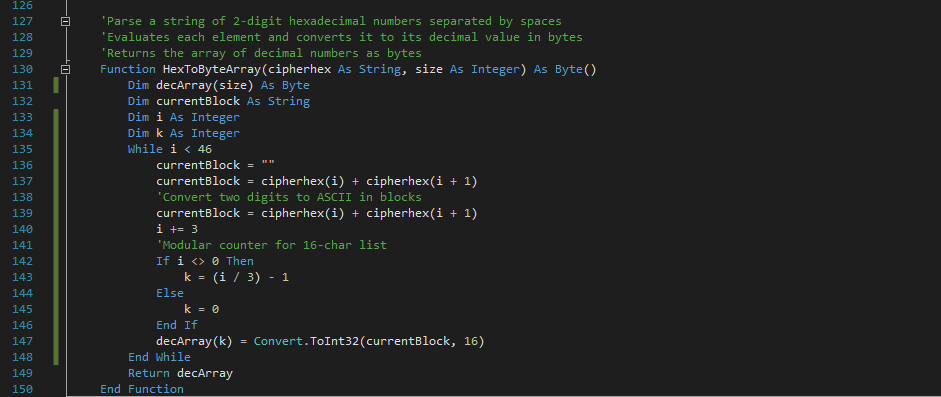 126
127 'Parse a string of 2-digit hexadecimal numbers separated by spaces
128 'Evaluates each element and converts it to its decimal value in bytes
129 'Returns the array of decimal numbers as bytes
130 Function HexToByteArray(cipherhex As String, size As Integer) As Byte()
131 Dim decArray(size) As Byte
132 Dim currentBlock As String
133 Dim i As Integer
134 Dim k As Integer
135 While i < 46
136 currentBlock = ""
137 currentBlock = cipherhex(i) + cipherhex(i + 1)
138 'Convert two digits to ASCII in blocks
139 currentBlock = cipherhex(i) + cipherhex(i + 1)
140 i += 3
141 'Modular counter for 16-char list
142 If i <> 0 Then
143 k = (i / 3) - 1
144 Else
145 k = 0
146 End If
147 decArray(k) = Convert.ToInt32(currentBlock, 16)
148 End While
149 Return decArray
150 End Function